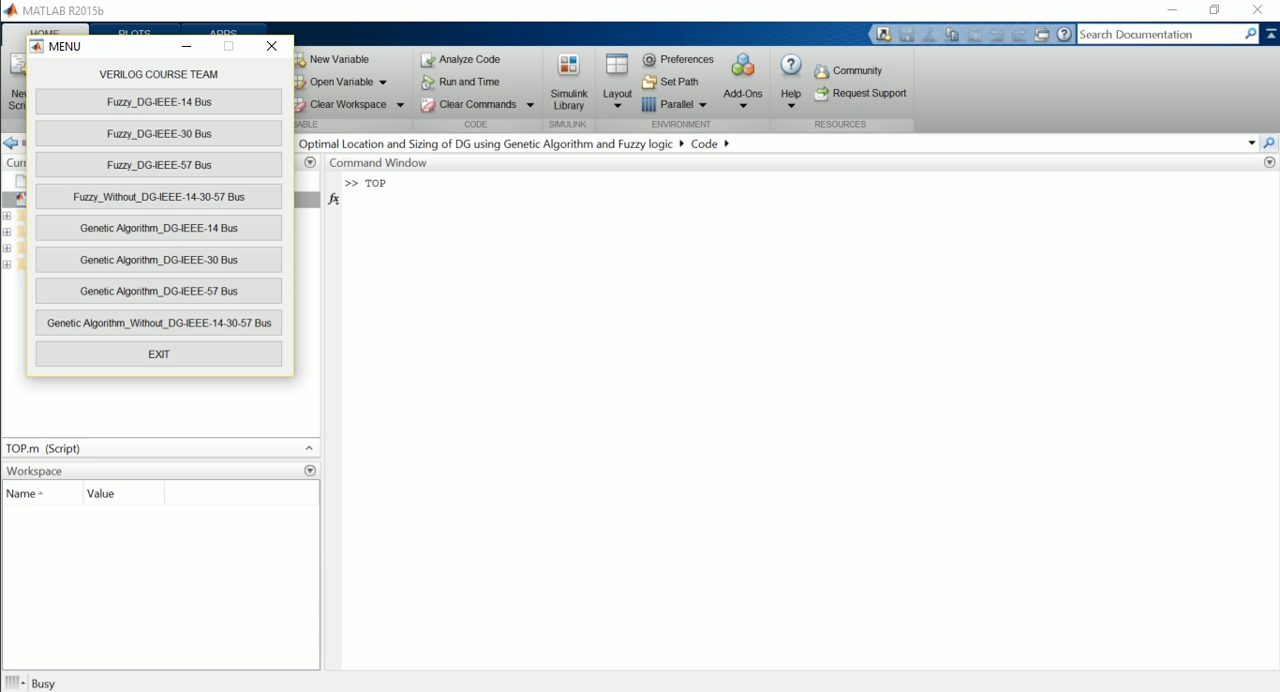 MATLAB R2015b
HOME PLOTS APPS
Search Documentation
MENU
VERILOG COURSE TEAM
Fuzzy_DG-IEEE-14 Bus
Fuzzy_DG-IEEE-30 Bus
Fuzzy_DG-IEEE-57 Bus
Fuzzy_Without_DG-IEEE-14-30-57 Bus
Genetic Algorithm_DG-IEEE-14 Bus
Genetic Algorithm_DG-IEEE-30 Bus
Genetic Algorithm_DG-IEEE-57 Bus
Genetic Algorithm_Without_DG-IEEE-14-30-57 Bus
EXIT
New Variable
Open Variable
Clear Workspace
Analyze Code
Run and Time
Clear Commands
CODE
Simulink
Library
SIMULINK
Layout
Preferences
Set Path
Parallel
Add-Ons
ENVIRONMENT
Help
Community
Request Support
RESOURCES
Optimal Location and Sizing of DG using Genetic Algorithm and Fuzzy logic Code
Command Window
>> TOP
fx
TOP.m (Script)
Workspace
Name Value
Busy